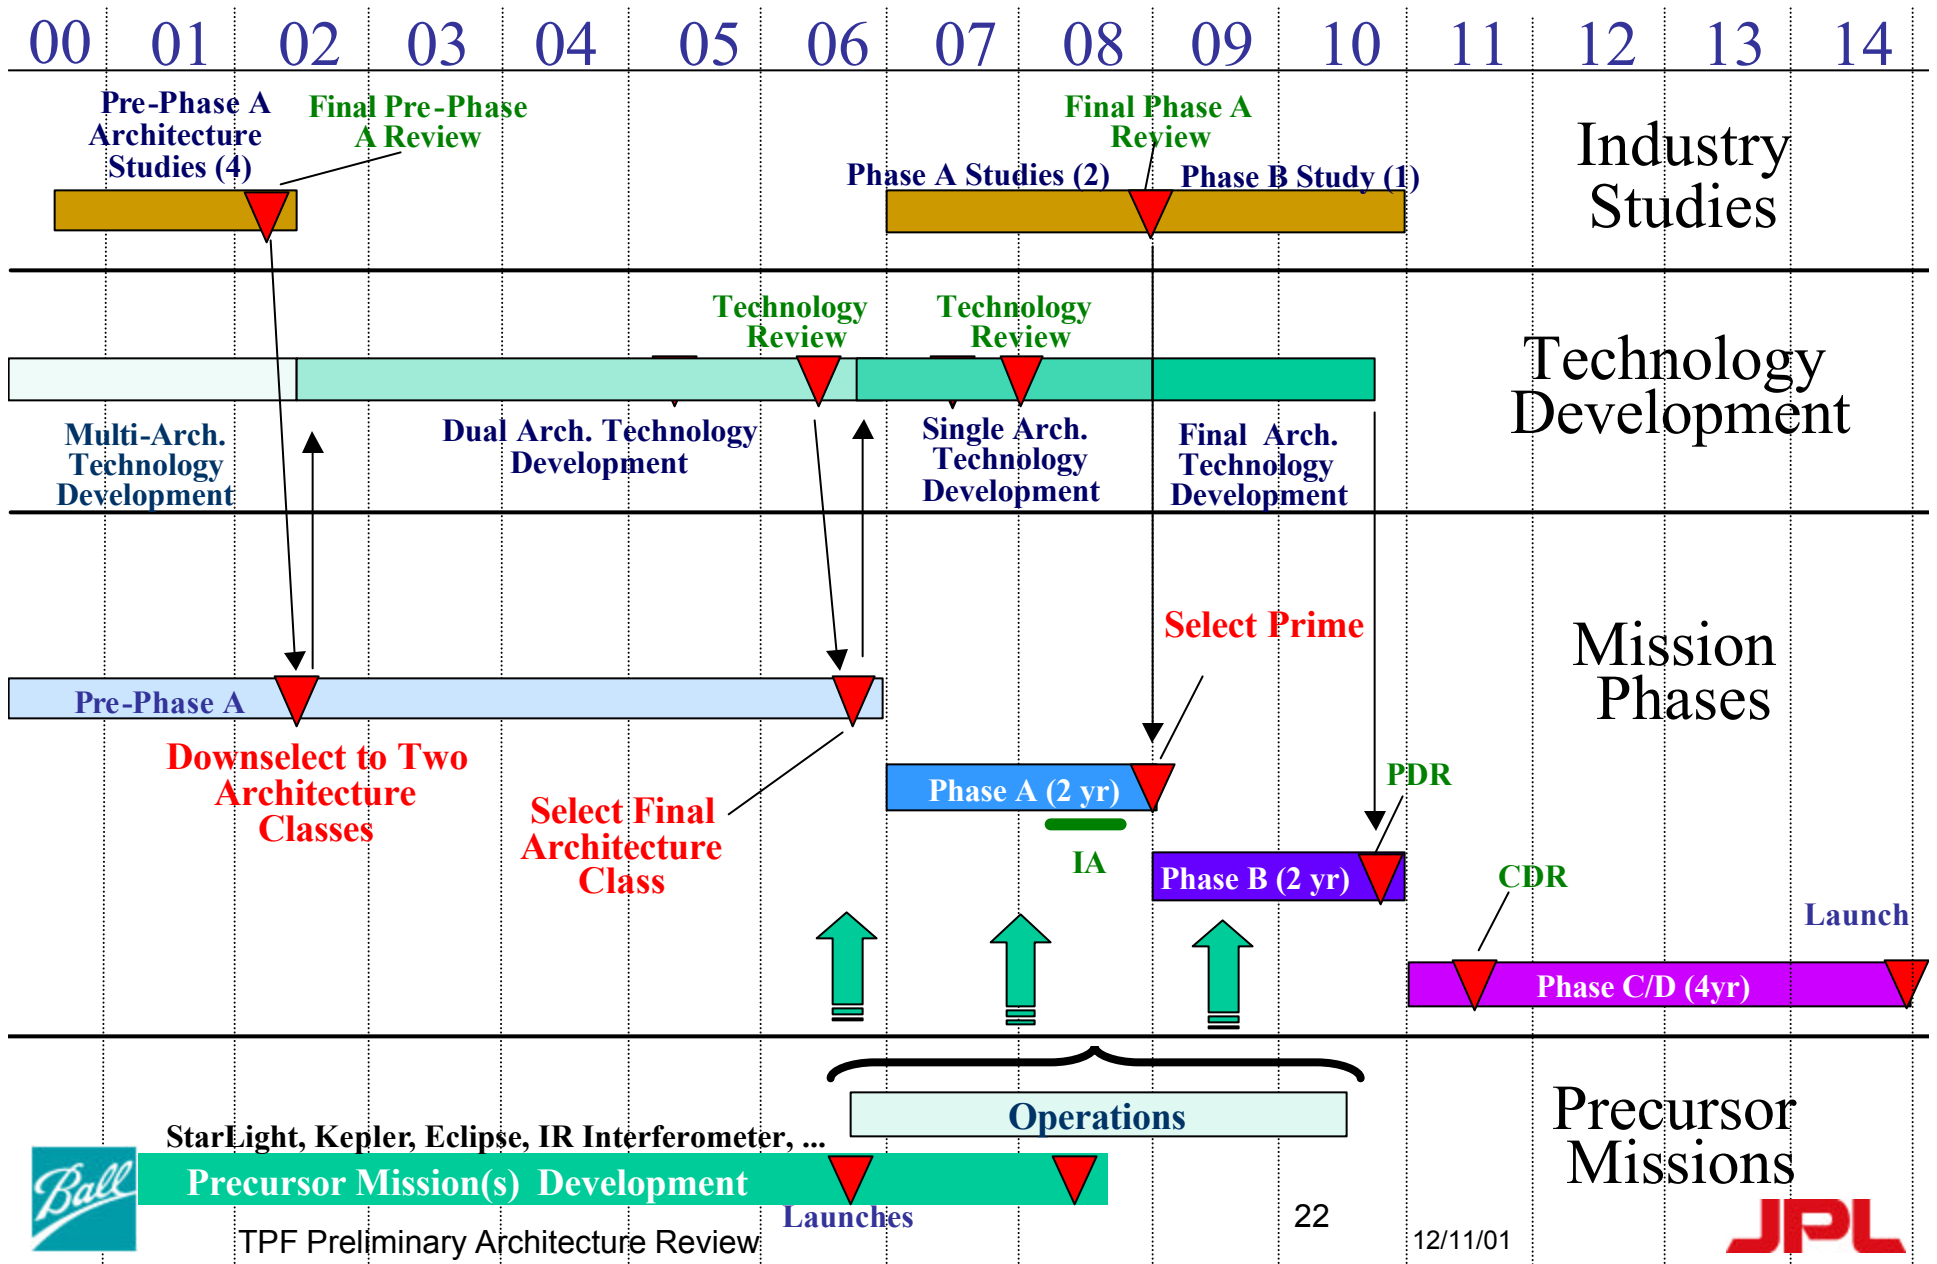 00 01 02 03 04 05 06 07 08 09 10 11 12 13 14
Pre-Phase A
Architecture
Studies (4)
Final Pre-Phase
A Review
Final Phase A
Review
Phase A Studies (2)
Phase B Study (1)
Industry
Studies
Technology
Review
Technology
Review
Technology
Development
Multi-Arch.
Technology
Development
Dual Arch. Technology
Development
Single Arch.
Technology
Development
Final Arch.
Technology
Development
Select Prime
Mission
Phases
Pre-Phase A
Downselect to Two
Architecture
Classes
Select Final
Architecture
Class
Phase A (2 yr)
IA
PDR
Phase B (2 yr)
CDR
Launch
Phase C/D (4yr)
Operations
Precursor
Missions
StarLight, Kepler, Eclipse, IR Interferometer, ...
Precursor Mission(s) Development
Launches
Ball
TPF Preliminary Architecture Review
22
12/11/01
JPL